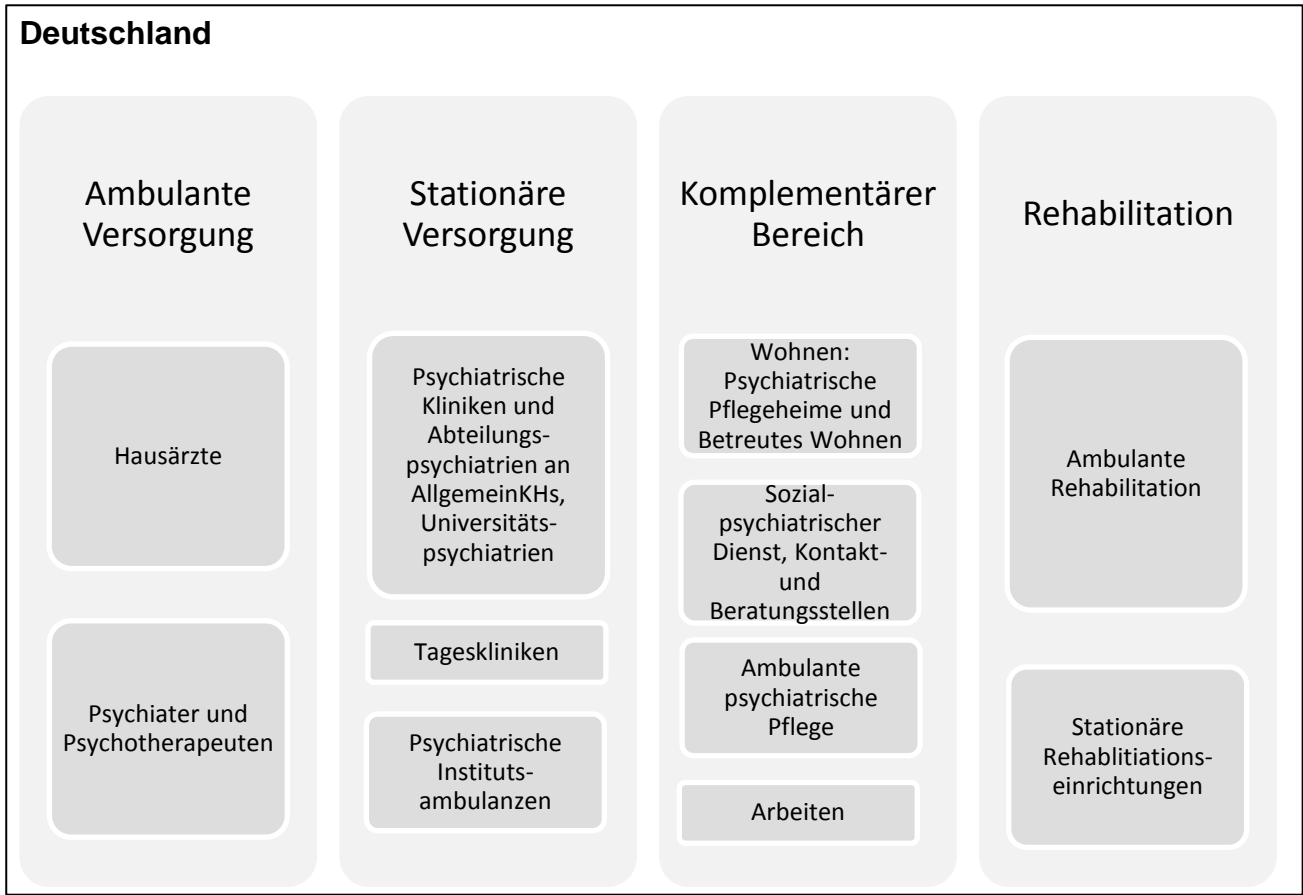 Deutschland
Ambulante
Versorgung
Hausärzte
Psychiater und
Psychotherapeuten
Stationäre
Versorgung
Psychiatrische
Kliniken und
Abteilungs-
psychiatrien an
AllgemeinKHs,
Universitäts-
psychiatrien
Tageskliniken
Psychiatrische
Instituts-
ambulanzen
Komplementärer
Bereich
Wohnen:
Psychiatrische
Pflegeheime und
Betreutes Wohnen
Sozial-
psychiatrischer
Dienst, Kontakt-
und
Beratungsstellen
Ambulante
psychiatrische
Pflege
Arbeiten
Rehabilitation
Ambulante
Rehabilitation
Stationäre
Rehablitiations-
einrichtungen